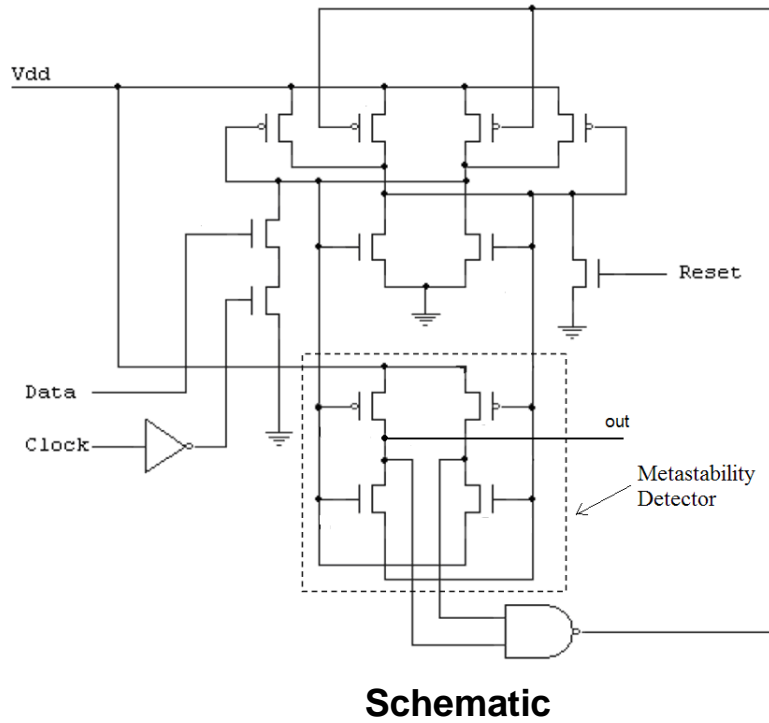 Vdd
Reset
Data
Clock
out
Metastability
Detector
Schematic